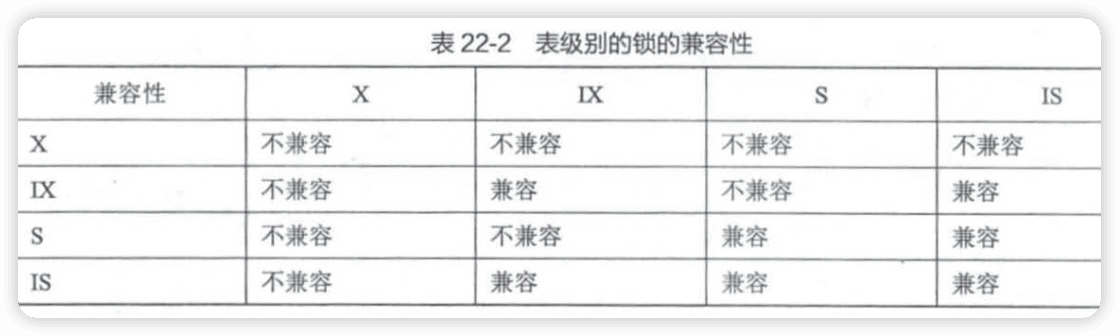 表 22-2 表级别的锁的兼容性
兼容性 X IX S IS
X 不兼容 不兼容 不兼容 不兼容
IX 不兼容 兼容 不兼容 兼容
S 不兼容 不兼容 兼容 兼容
IS 不兼容 兼容 兼容 兼容